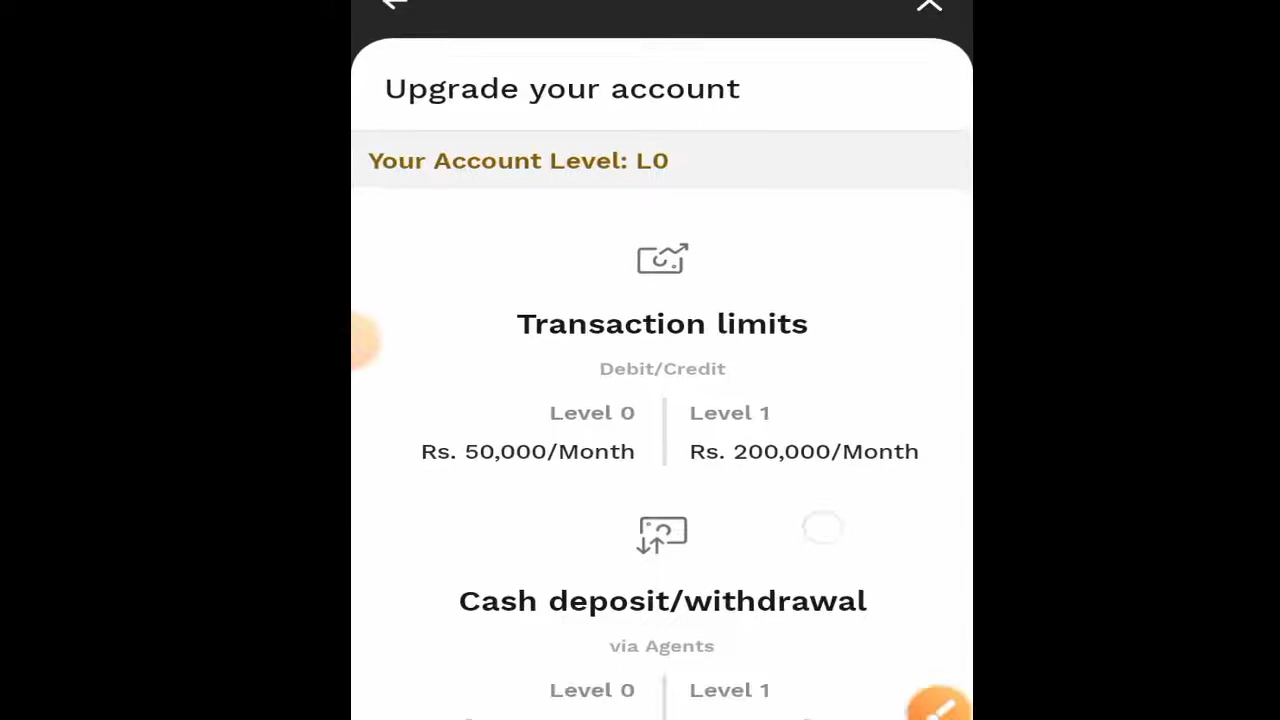 Upgrade your account
Your Account Level: L0
Transaction limits
Debit/Credit
Level 0 Level 1
Rs. 50,000/Month Rs. 200,000/Month
Cash deposit/withdrawal
via Agents
Level 0 Level 1